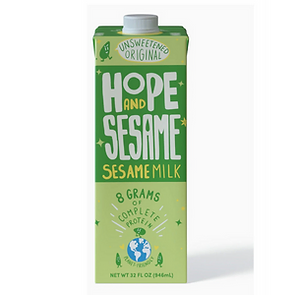 UNSWEETENED
ORIGINAL
HOPE
AND
SESAME
SESAME MILK
8 GRAMS
OF
COMPLETE
PROTEIN
NET WT 32 FL OZ (946mL)